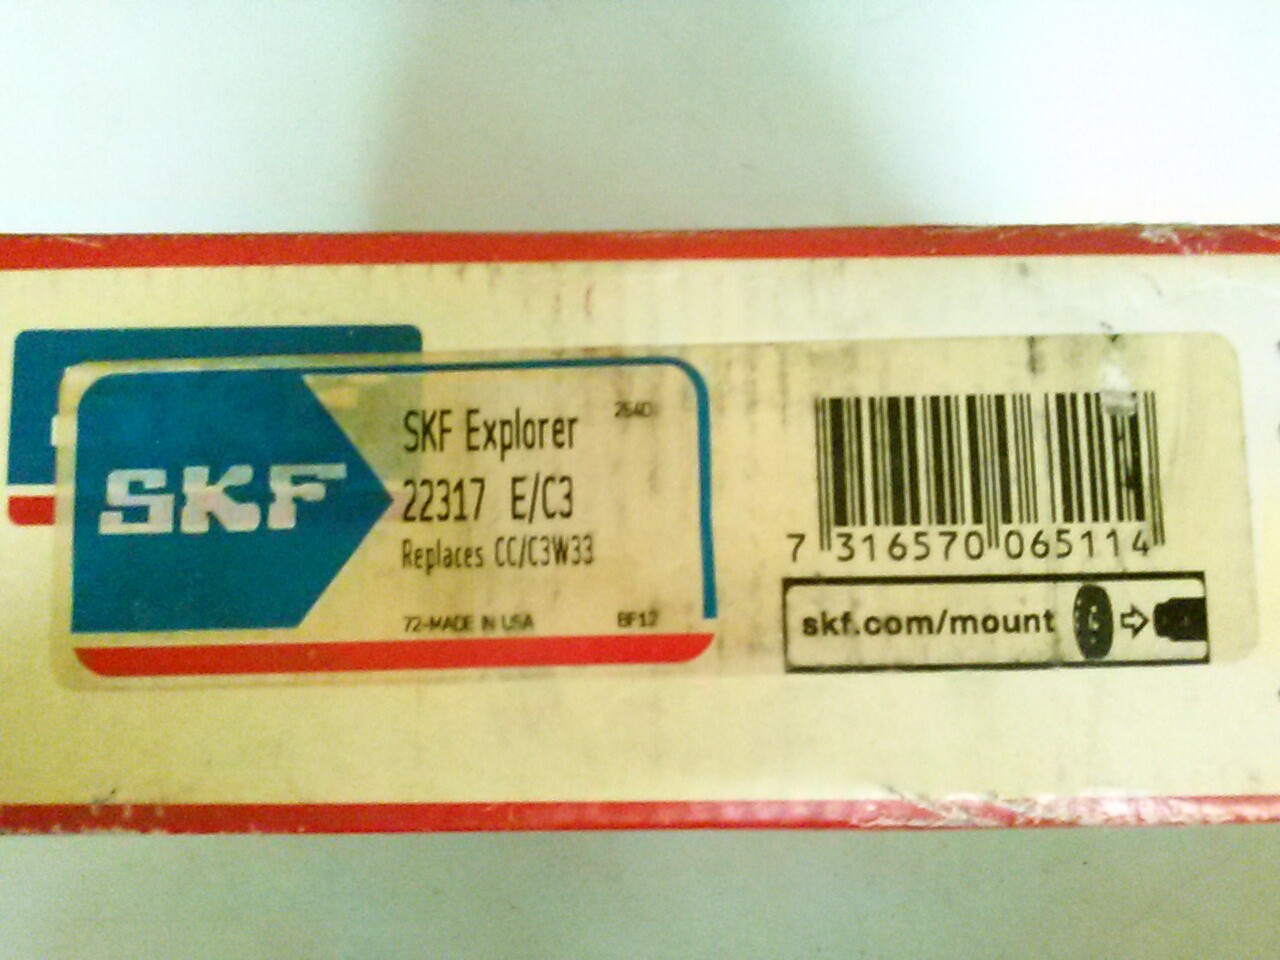 SKF
SKF Explorer
22317 E/C3
Replaces CC/C3W33
72-MADE IN USA BF12
7 316570 065114
skf.com/mount